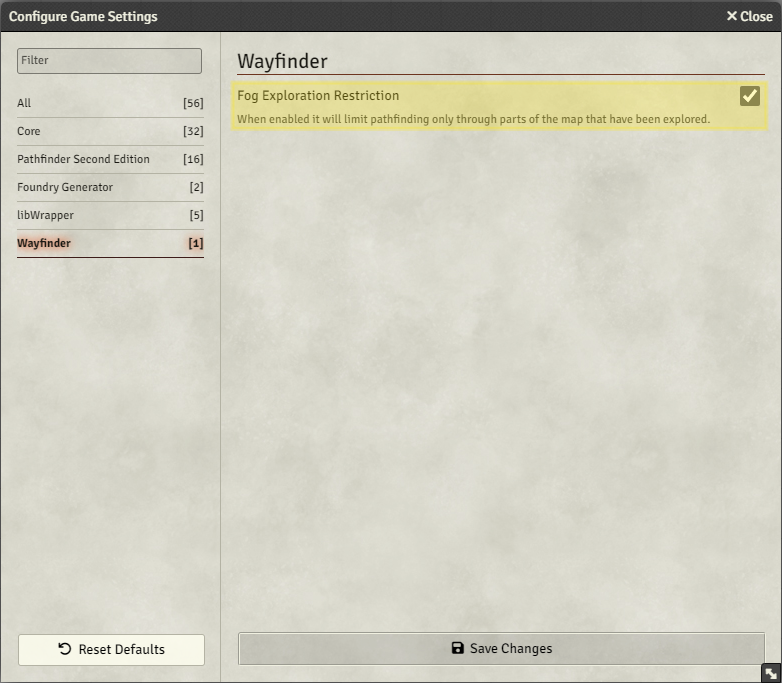 Configure Game Settings
Close
Filter
All [56]
Core [32]
Pathfinder Second Edition [16]
Foundry Generator [2]
libWrapper [5]
Wayfinder [1]
Reset Defaults
Wayfinder
Fog Exploration Restriction
When enabled it will limit pathfinding only through parts of the map that have been explored.
Save Changes